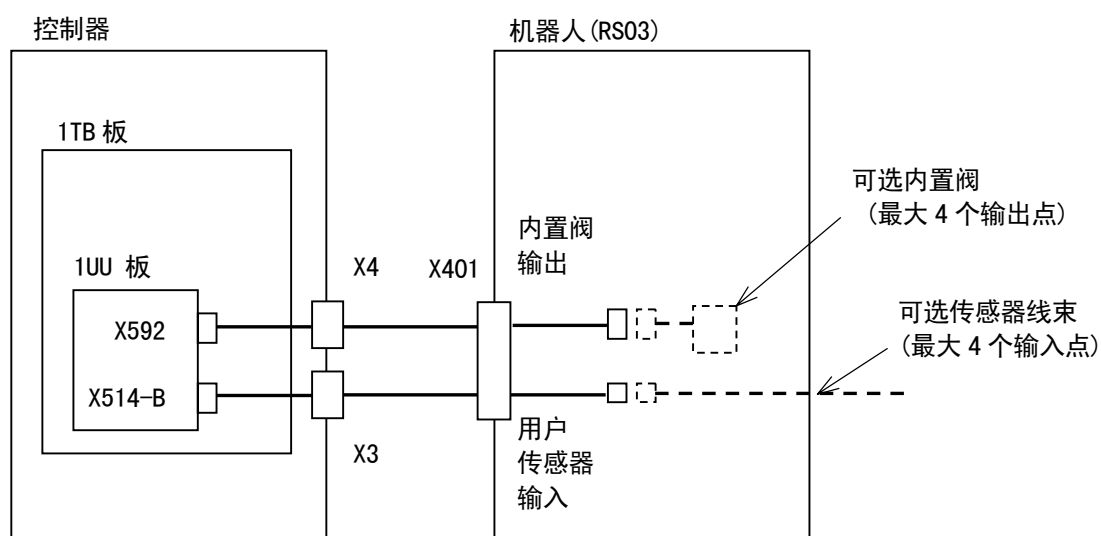 控制器
机器人(RS03)
1TB 板
可选内置阀
(最大 4 个输出点)
内置阀
输出
1UU 板
X4
X401
X592
可选传感器线束
(最大 4 个输入点)
X514-B
用户
传感器
输入
X3